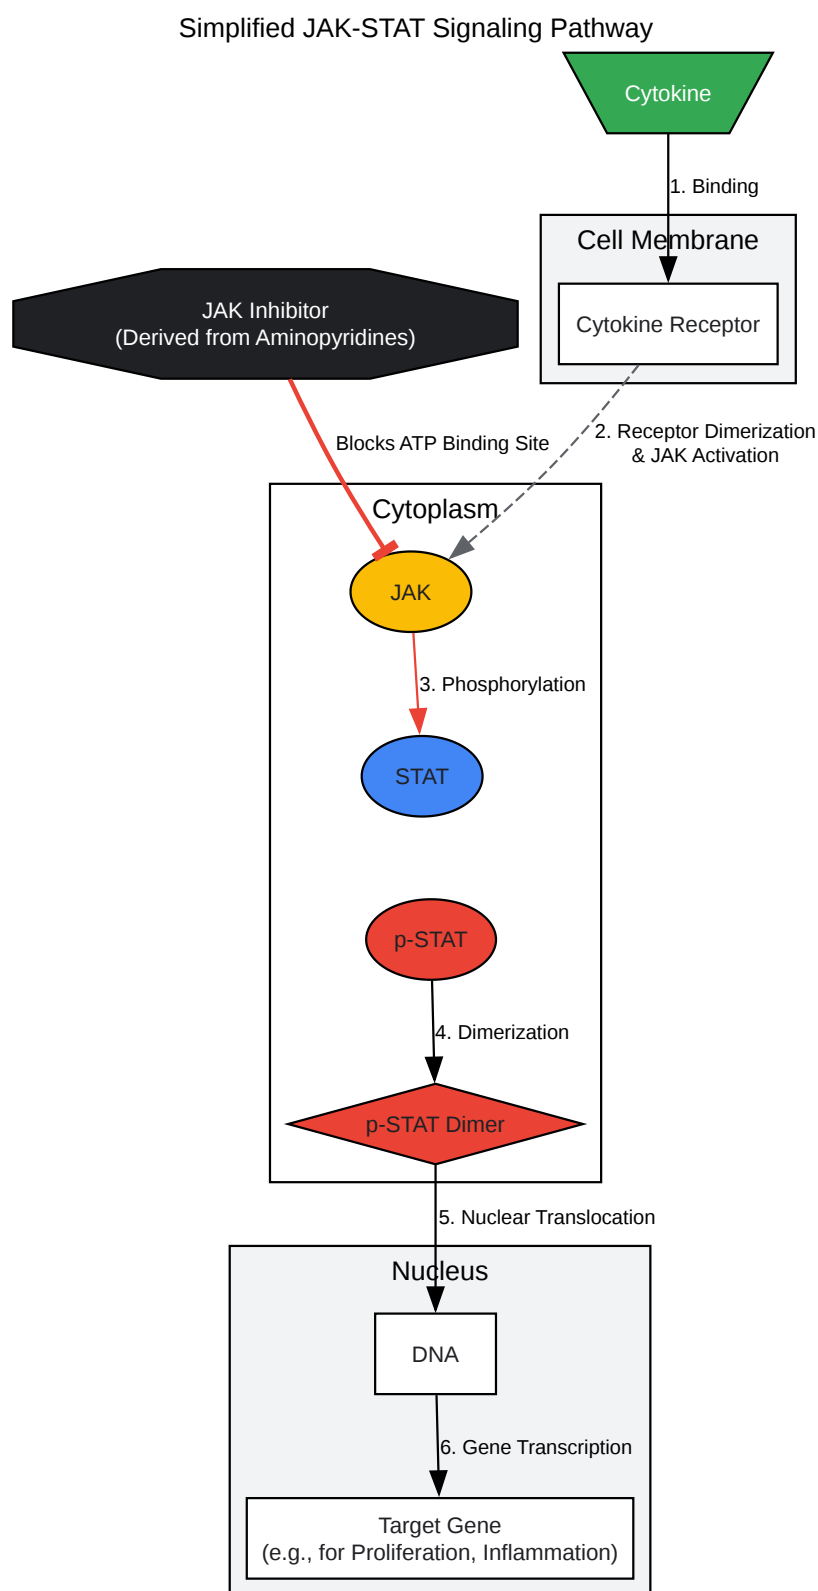 Simplified JAK-STAT Signaling Pathway
Cytokine
1. Binding
Cell Membrane
Cytokine Receptor
JAK Inhibitor
(Derived from Aminopyridines)
Blocks ATP Binding Site
2. Receptor Dimerization
& JAK Activation
Cytoplasm
JAK
3. Phosphorylation
STAT
p-STAT
4. Dimerization
p-STAT Dimer
5. Nuclear Translocation
Nucleus
DNA
6. Gene Transcription
Target Gene
(e.g., for Proliferation, Inflammation)